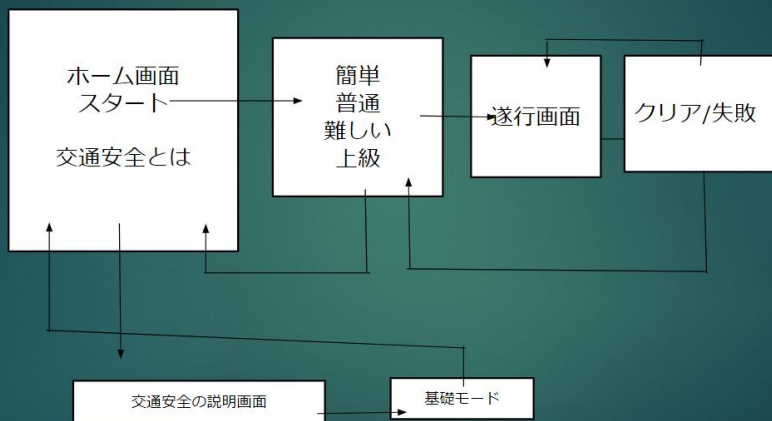 ホーム画面
スタート
交通安全とは
簡単
普通
難しい
上級
遂行画面
クリア/失敗
交通安全の説明画面
基礎モード